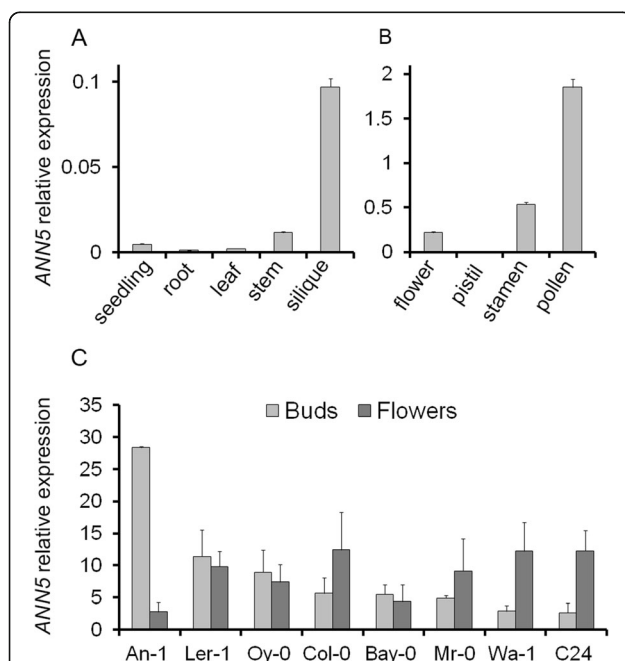 A
ANN5 relative expression
0.1
0.05
0
seedling
root
leaf
stem
silique
B
2
1.5
1
0.5
0
flower
pistil
stamen
pollen
C
ANN5 relative expression
35
30
25
20
15
10
5
0
Buds
Flowers
An-1 Ler-1 Oy-0 Col-0 Bay-0 Mr-0 Wa-1 C24